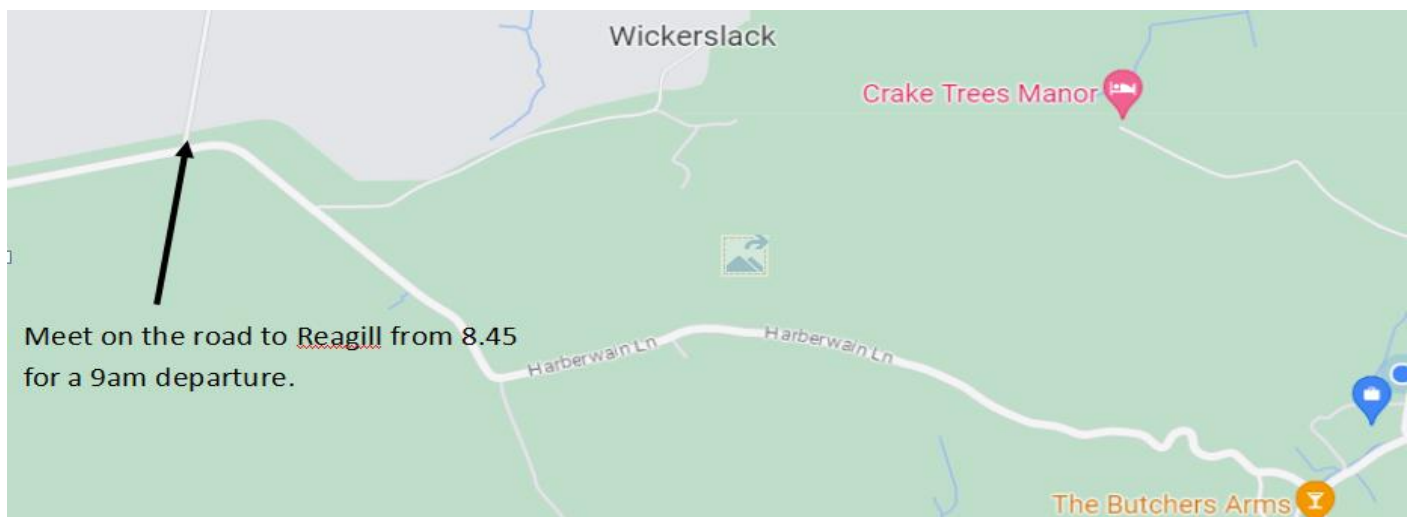 Wickerslack
Crake Trees Manor
Meet on the road to Reagill from 8.45
for a 9am departure.
Harberwain Ln
Harberwain Ln
The Butchers Arms